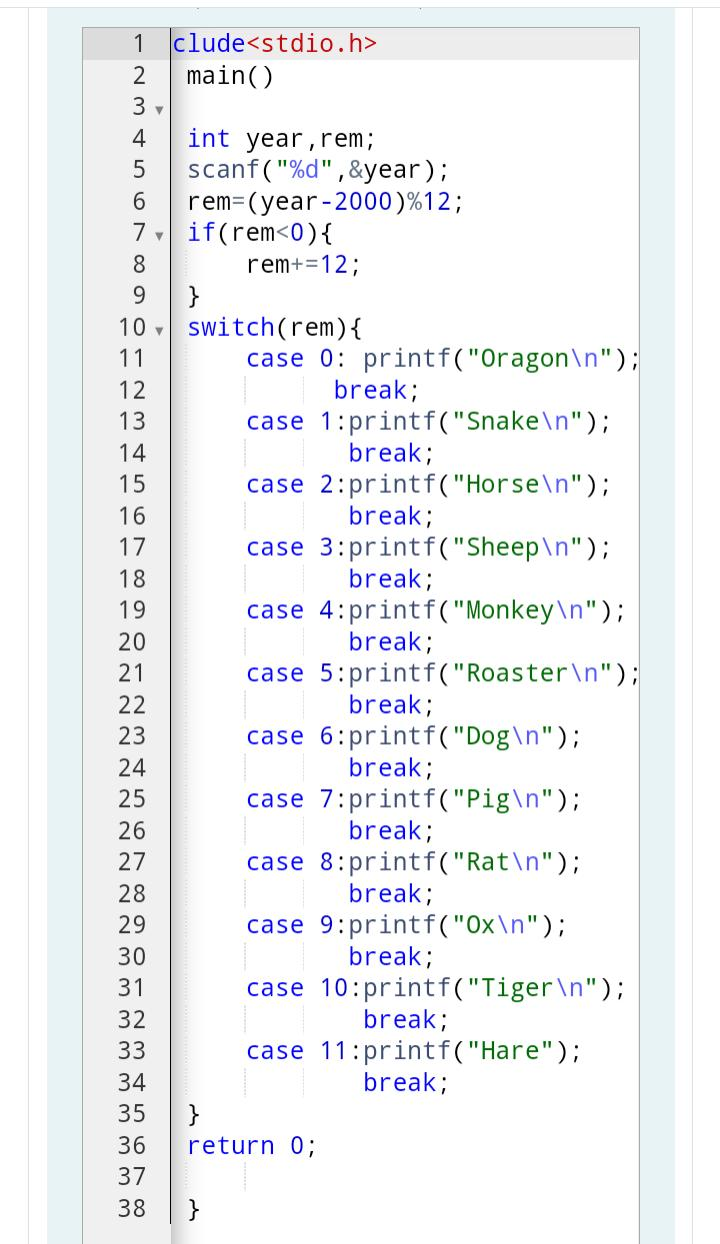 1 clude<stdio.h>
2 main()
3
4 int year,rem;
5 scanf("%d",&year);
6 rem=(year-2000)%12;
7 if(rem<0){
8 rem+=12;
9 }
10 switch(rem){
11 case 0: printf("Oragon\n");
12 break;
13 case 1:printf("Snake\n");
14 break;
15 case 2:printf("Horse\n");
16 break;
17 case 3:printf("Sheep\n");
18 break;
19 case 4:printf("Monkey\n");
20 break;
21 case 5:printf("Roaster\n");
22 break;
23 case 6:printf("Dog\n");
24 break;
25 case 7:printf("Pig\n");
26 break;
27 case 8:printf("Rat\n");
28 break;
29 case 9:printf("Ox\n");
30 break;
31 case 10:printf("Tiger\n");
32 break;
33 case 11:printf("Hare");
34 break;
35 }
36 return 0;
37
38 }